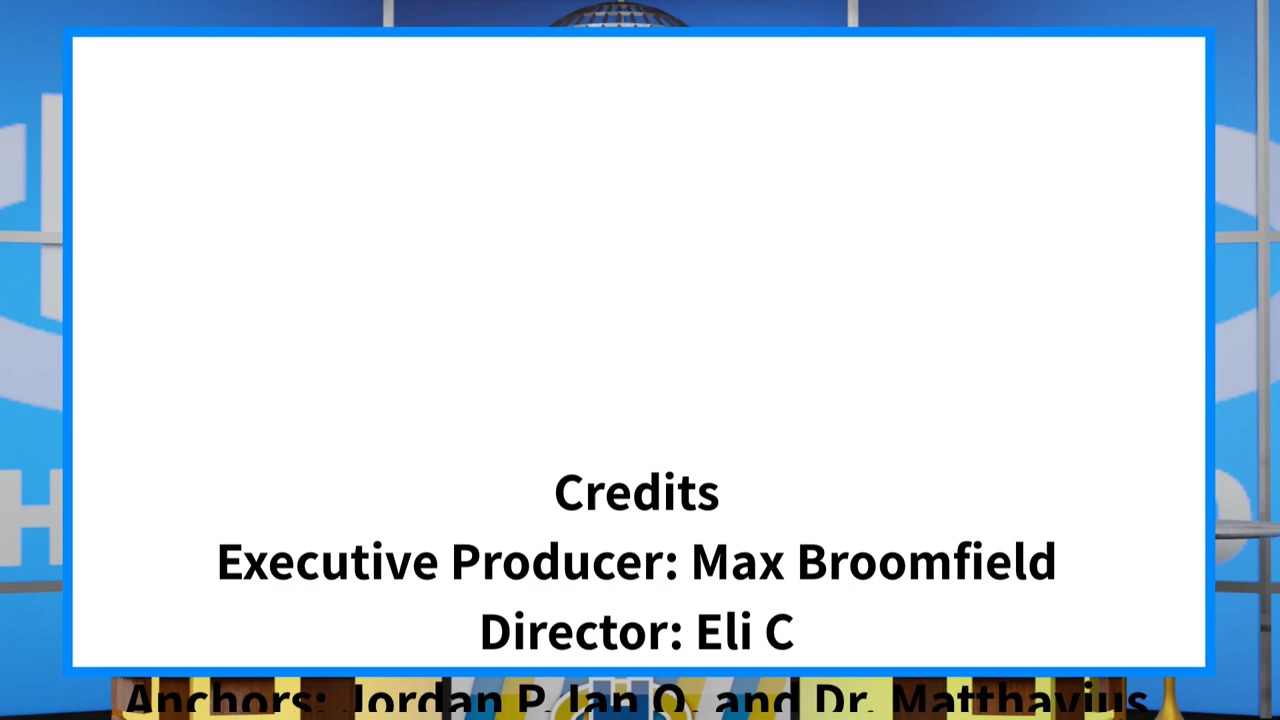 Credits
Executive Producer: Max Broomfield
Director: Eli C
Anchors: Jordan P, Ian O, and Dr. Matthavius